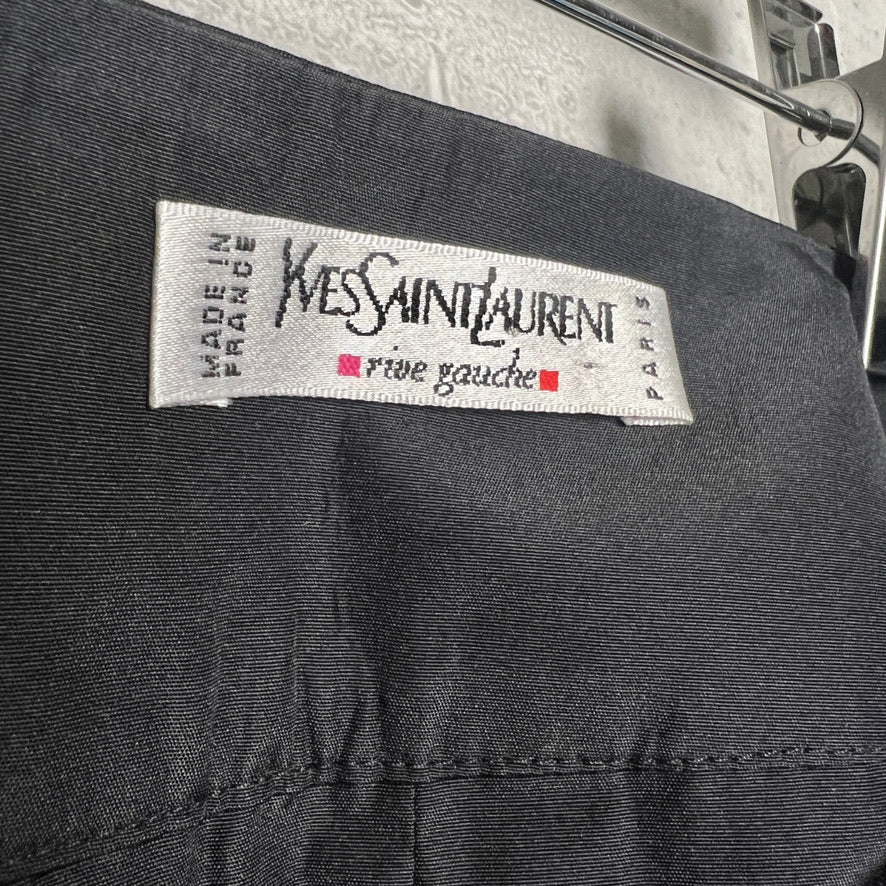 MADE IN
FRANCE
YVESSAINTLAURENT
rive gauche
PARIS